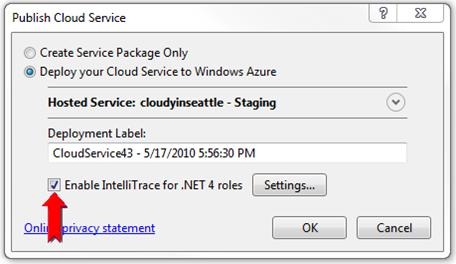 Publish Cloud Service
Create Service Package Only
Deploy your Cloud Service to Windows Azure
Hosted Service: cloudyinseattle - Staging
Deployment Label:
CloudService43 - 5/17/2010 5:56:30 PM
Enable IntelliTrace for .NET 4 roles Settings...
Online privacy statement OK Cancel